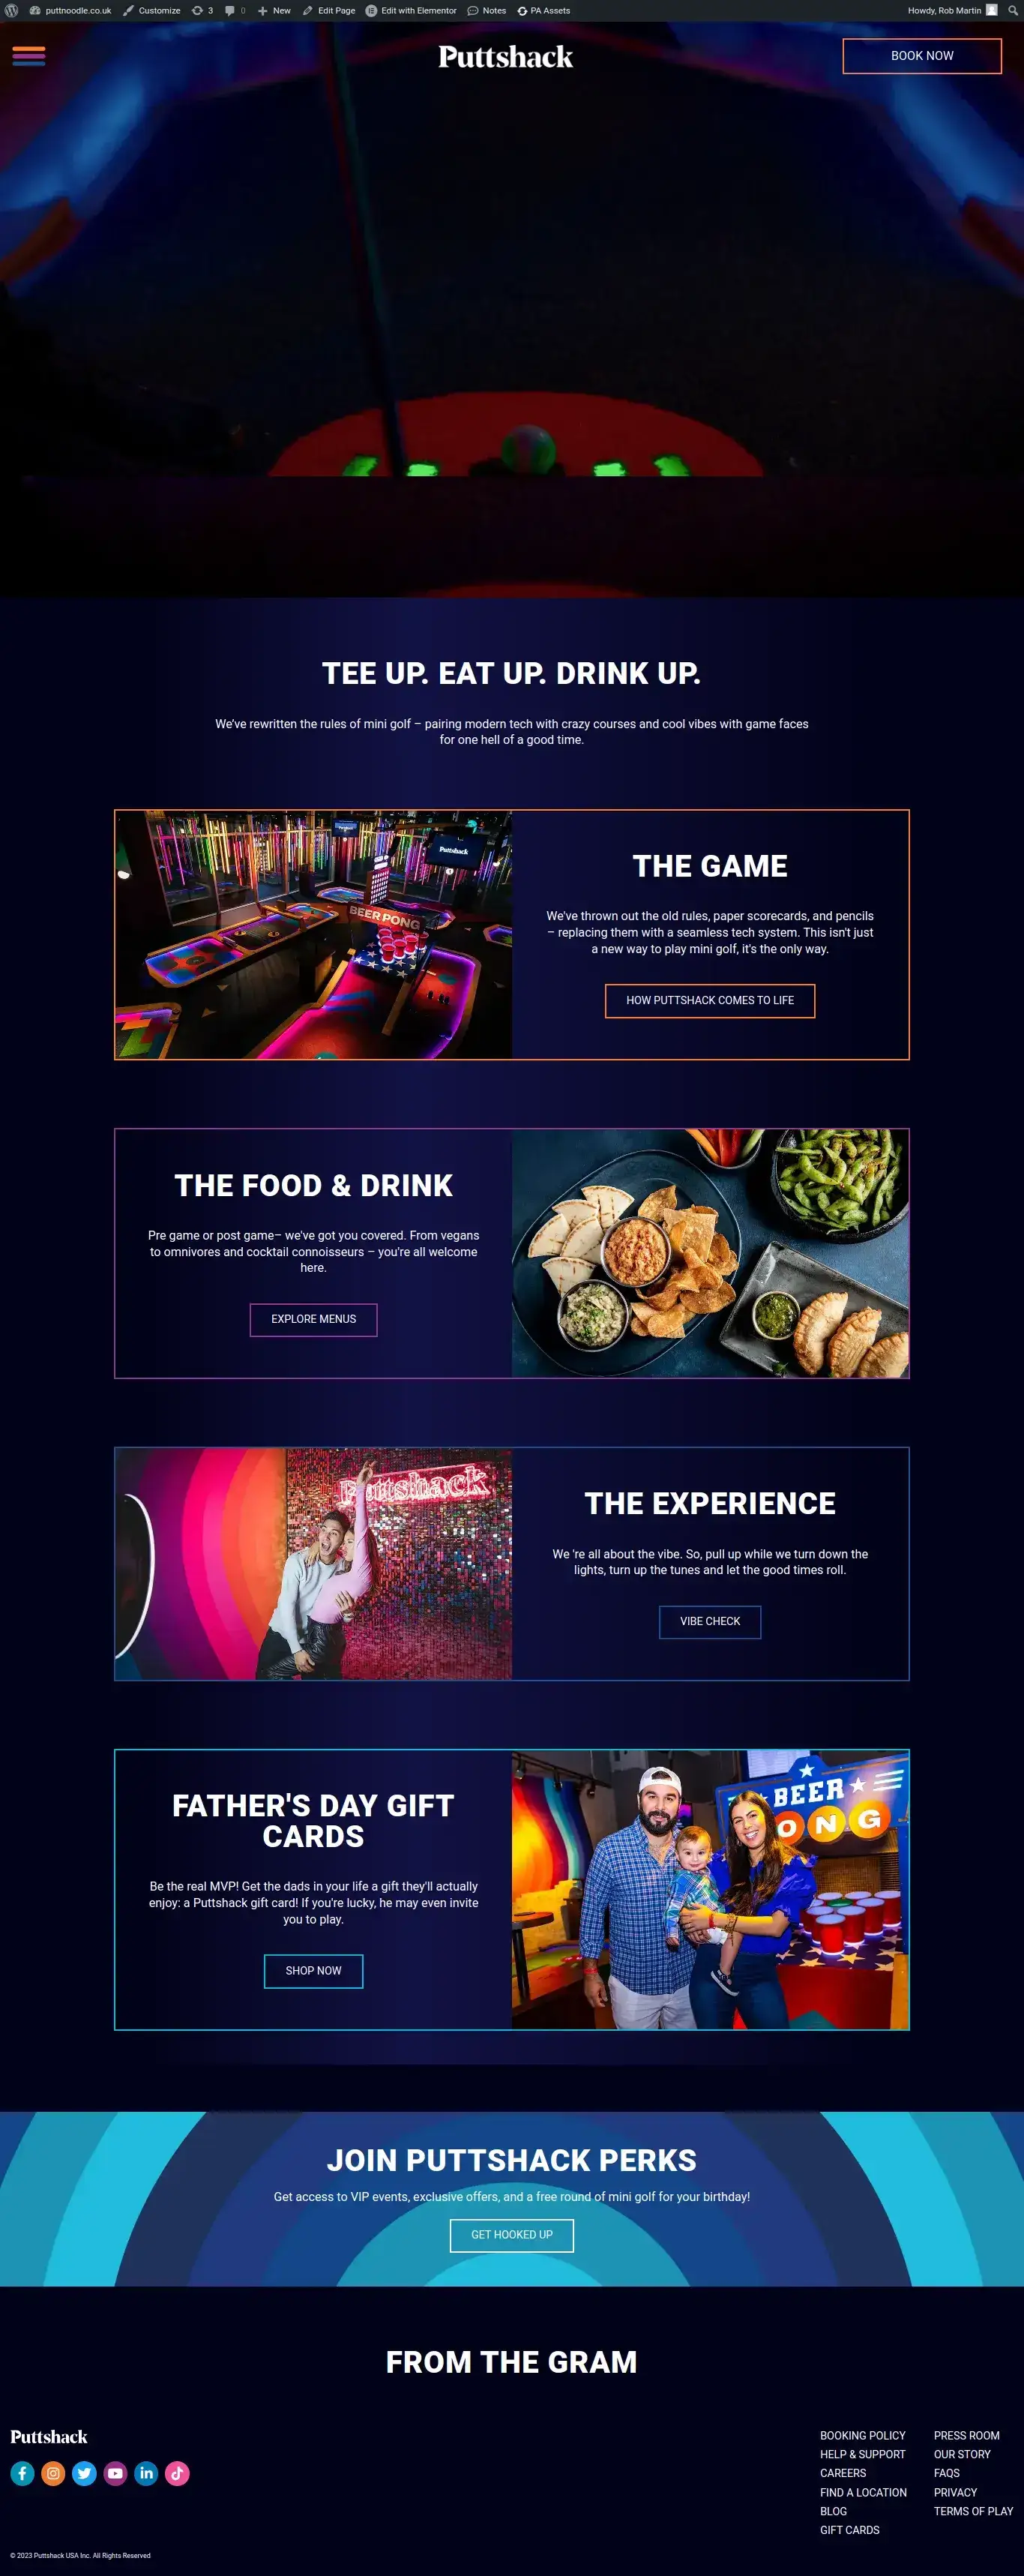 puttnoodle.co.uk Customize 3 0 New Edit Page Edit with Elementor Notes PA Assets Howdy, Rob Martin
Puttshack
BOOK NOW
TEE UP. EAT UP. DRINK UP.
We've rewritten the rules of mini golf – pairing modern tech with crazy courses and cool vibes with game faces
for one hell of a good time.
Puttshack
BEER PONG
THE GAME
We've thrown out the old rules, paper scorecards, and pencils
– replacing them with a seamless tech system. This isn't just
a new way to play mini golf, it's the only way.
HOW PUTTSHACK COMES TO LIFE
THE FOOD & DRINK
Pre game or post game– we've got you covered. From vegans
to omnivores and cocktail connoisseurs – you're all welcome
here.
EXPLORE MENUS
Puttshack
THE EXPERIENCE
We 're all about the vibe. So, pull up while we turn down the
lights, turn up the tunes and let the good times roll.
VIBE CHECK
FATHER'S DAY GIFT
CARDS
Be the real MVP! Get the dads in your life a gift they'll actually
enjoy: a Puttshack gift card! If you're lucky, he may even invite
you to play.
SHOP NOW
BEER
ONG
JOIN PUTTSHACK PERKS
Get access to VIP events, exclusive offers, and a free round of mini golf for your birthday!
GET HOOKED UP
FROM THE GRAM
Puttshack
BOOKING POLICY
HELP & SUPPORT
CAREERS
FIND A LOCATION
BLOG
GIFT CARDS
PRESS ROOM
OUR STORY
FAQS
PRIVACY
TERMS OF PLAY
© 2023 Puttshack USA Inc. All Rights Reserved